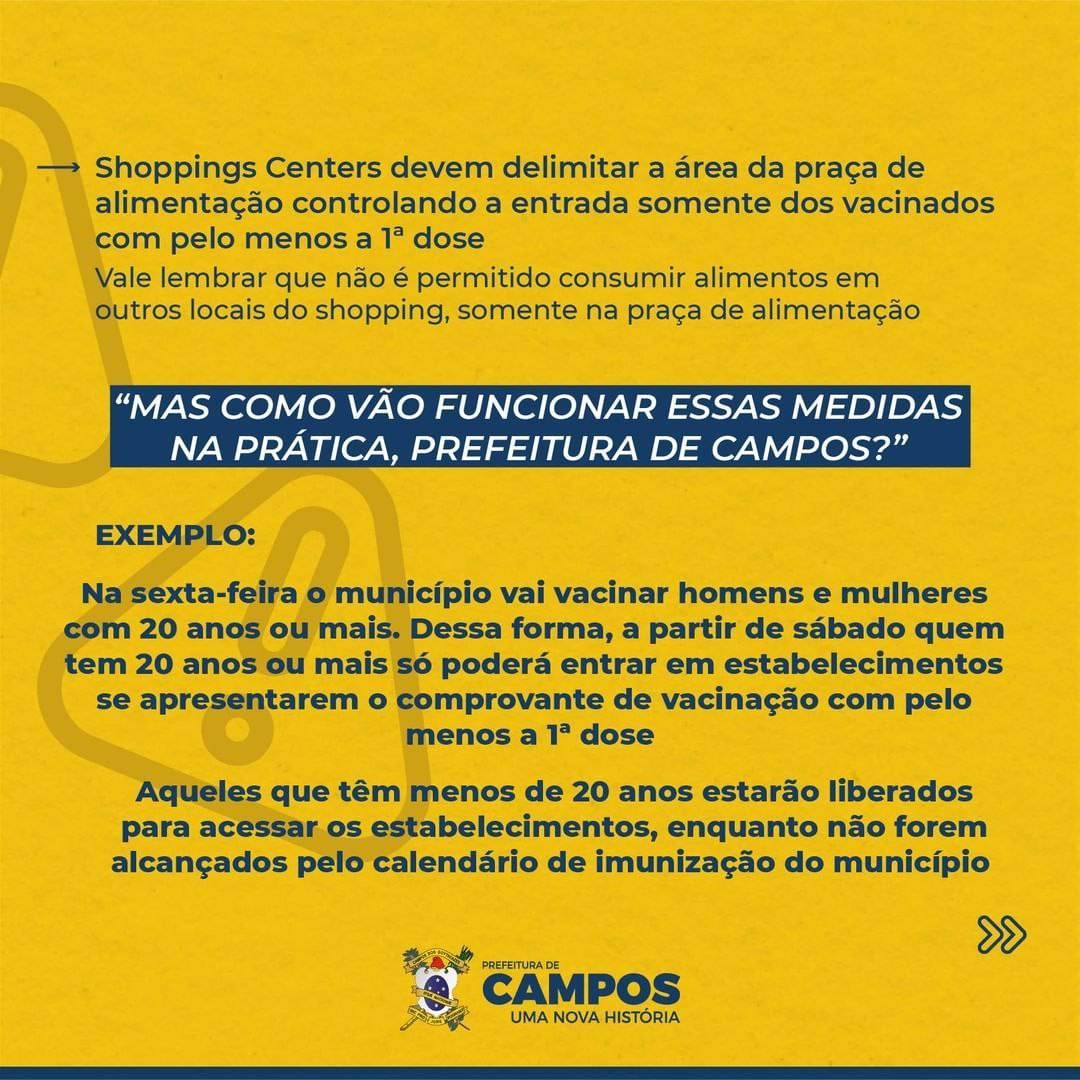 Shoppings Centers devem delimitar a área da praça de
alimentação controlando a entrada somente dos vacinados
com pelo menos a 1ª dose
Vale lembrar que não é permitido consumir alimentos em
outros locais do shopping, somente na praça de alimentação
“MAS COMO VÃO FUNCIONAR ESSAS MEDIDAS
NA PRÁTICA, PREFEITURA DE CAMPOS?”
EXEMPLO:
Na sexta-feira o município vai vacinar homens e mulheres
com 20 anos ou mais. Dessa forma, a partir de sábado quem
tem 20 anos ou mais só poderá entrar em estabelecimentos
se apresentarem o comprovante de vacinação com pelo
menos a 1ª dose
Aqueles que têm menos de 20 anos estarão liberados
para acessar os estabelecimentos, enquanto não forem
alcançados pelo calendário de imunização do município
PREFEITURA DE
CAMPOS
UMA NOVA HISTÓRIA